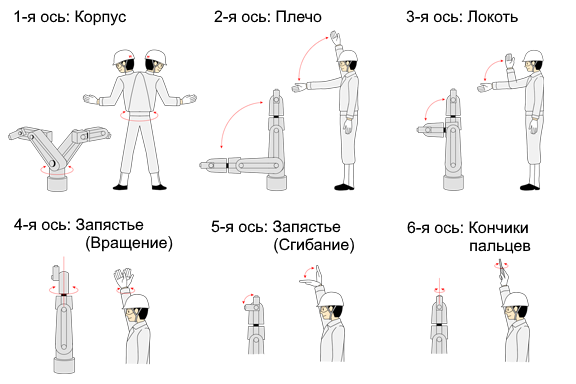 1-я ось: Корпус
2-я ось: Плечо
3-я ось: Локоть
4-я ось: Запястье
(Вращение)
5-я ось: Запястье
(Сгибание)
6-я ось: Кончики
пальцев